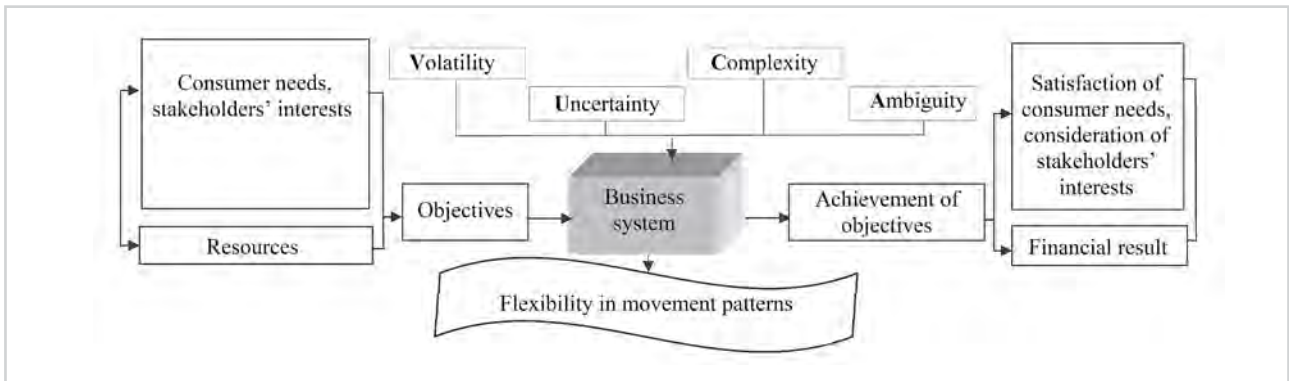 Consumer needs,
stakeholders’ interests
Resources
Volatility
Uncertainty
Complexity
Ambiguity
Objectives
Business
system
Flexibility in movement patterns
Achievement of
objectives
Satisfaction of
consumer needs,
consideration of
stakeholders’
interests
Financial result